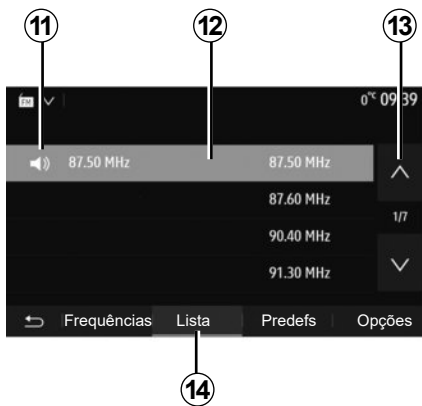 11 12 13
FM 0°C 09:39
87.50 MHz 87.50 MHz
87.60 MHz
1/7
90.40 MHz
91.30 MHz
Frequências Lista Predefs Opções
14